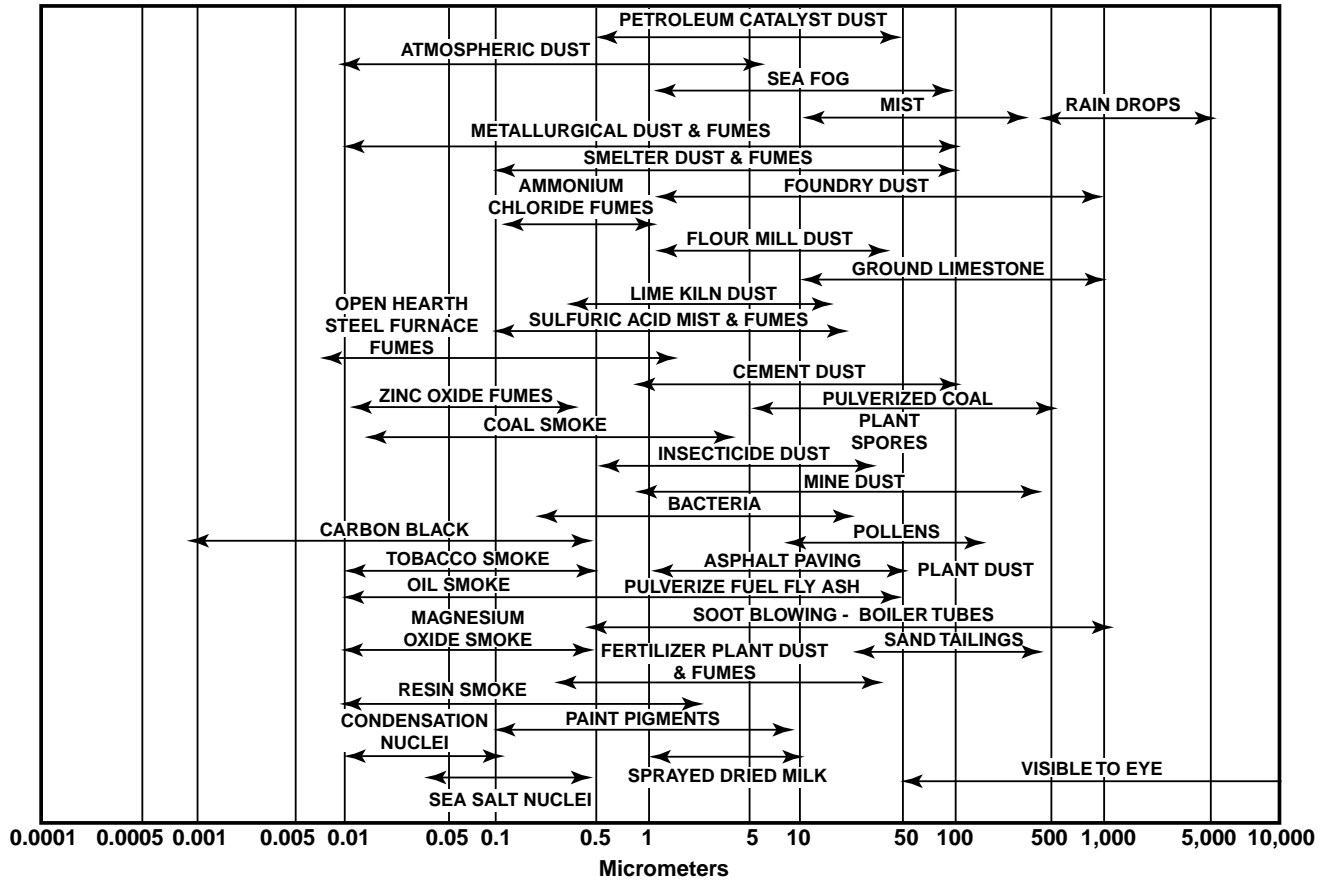 PETROLEUM CATALYST DUST
ATMOSPHERIC DUST
SEA FOG
MIST
RAIN DROPS
METALLURGICAL DUST & FUMES
SMELTER DUST & FUMES
AMMONIUM
CHLORIDE FUMES
FOUNDRY DUST
FLOUR MILL DUST
GROUND LIMESTONE
LIME KILN DUST
OPEN HEARTH
STEEL FURNACE
FUMES
SULFURIC ACID MIST & FUMES
CEMENT DUST
ZINC OXIDE FUMES
PULVERIZED COAL
COAL SMOKE
PLANT
SPORES
INSECTICIDE DUST
MINE DUST
BACTERIA
CARBON BLACK
POLLENS
TOBACCO SMOKE
ASPHALT PAVING
PLANT DUST
OIL SMOKE
PULVERIZE FUEL FLY ASH
MAGNESIUM
OXIDE SMOKE
SOOT BLOWING - BOILER TUBES
SAND TAILINGS
FERTILIZER PLANT DUST
& FUMES
RESIN SMOKE
PAINT PIGMENTS
CONDENSATION
NUCLEI
SPRAYED DRIED MILK
VISIBLE TO EYE
SEA SALT NUCLEI
0.0001 0.0005 0.001 0.005 0.01 0.05 0.1 0.5 1 5 10 50 100 500 1,000 5,000 10,000
Micrometers